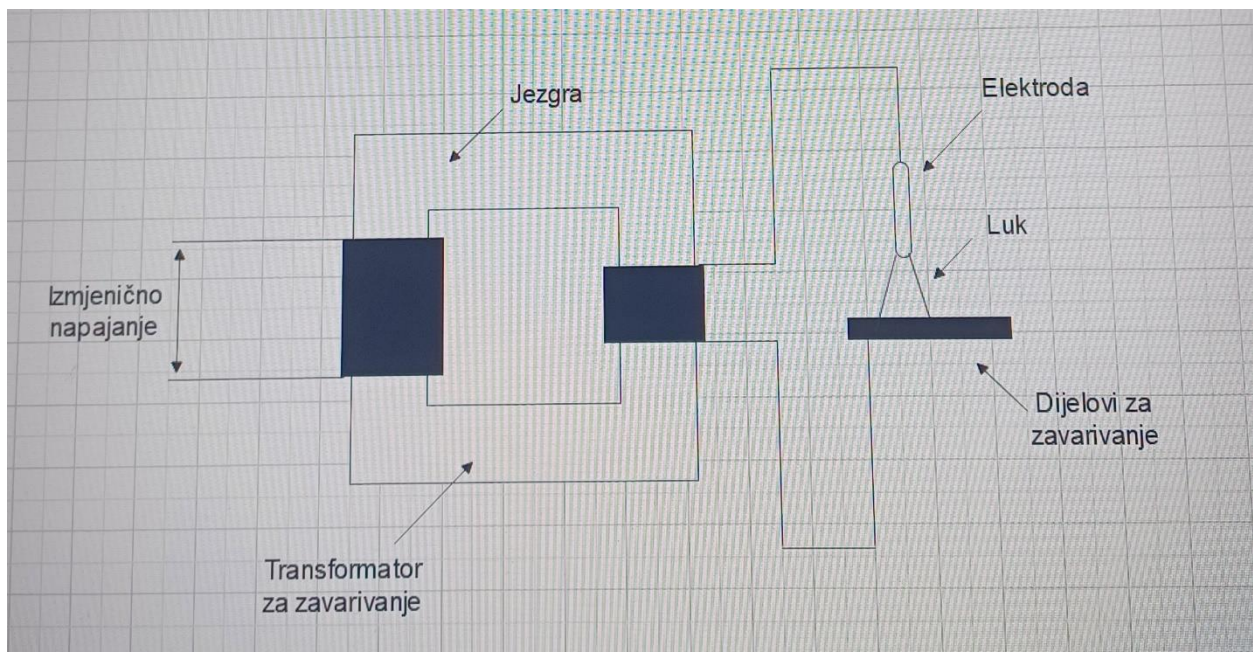 Jezgra
Elektroda
Luk
Izmjenično
napajanje
Dijelovi za
zavarivanje
Transformator
za zavarivanje